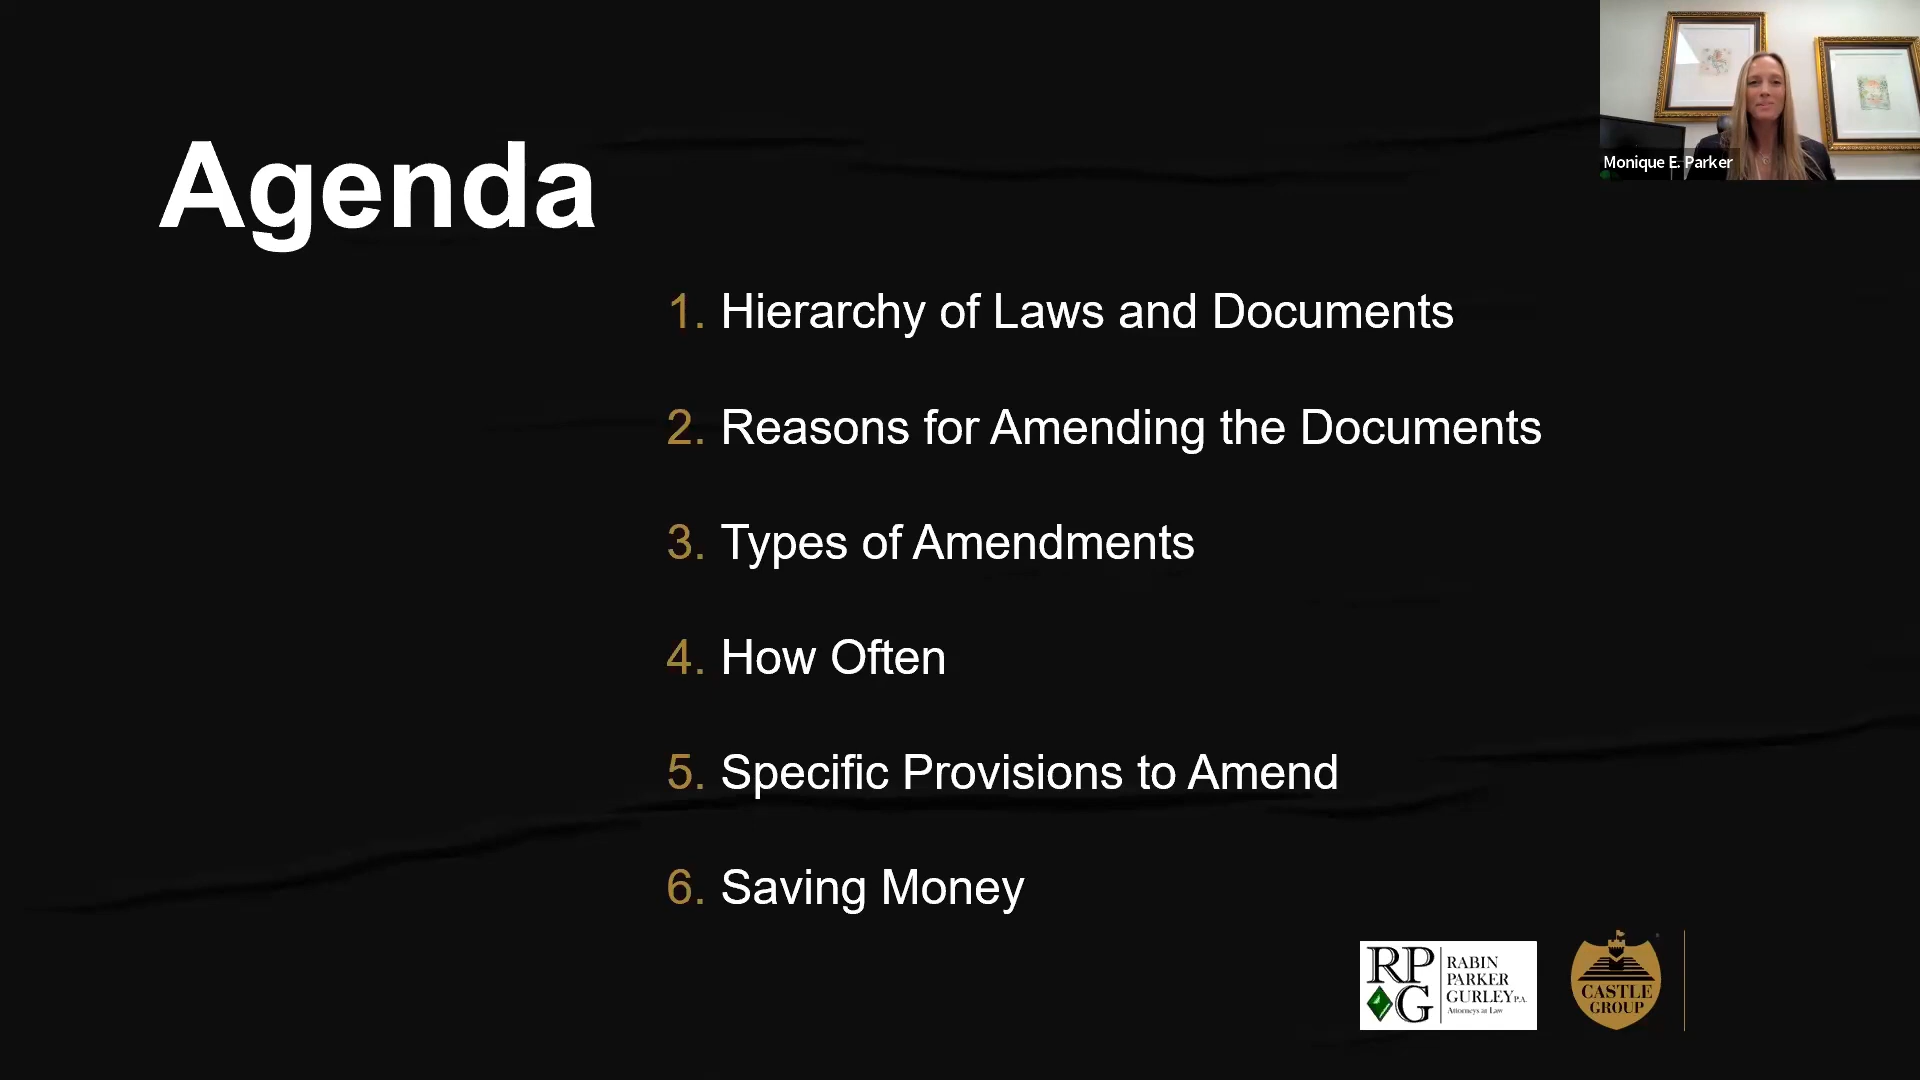 Monique E. Parker
Agenda
1. Hierarchy of Laws and Documents
2. Reasons for Amending the Documents
3. Types of Amendments
4. How Often
5. Specific Provisions to Amend
6. Saving Money
RP
G
RABIN
PARKER
GURLEY P.A.
Attorneys at Law
CASTLE
GROUP